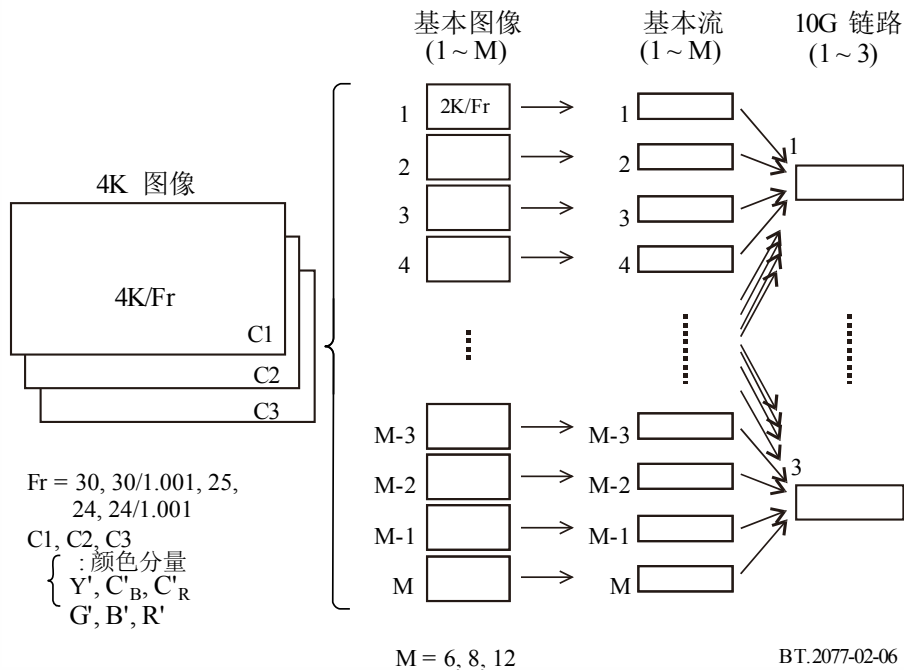 基本图像
(1 ~ M)
基本流
(1 ~ M)
10G 链路
(1 ~ 3)
4K 图像
4K/Fr
C1
C2
C3
1
2K/Fr
2
3
4
M-3
M-2
M-1
M
1
2
3
4
M-3
M-2
M-1
M
1
3
Fr = 30, 30/1.001, 25,
24, 24/1.001
C1, C2, C3
: 颜色分量
Y', C'B, C'R
G', B', R'
M = 6, 8, 12
BT.2077-02-06